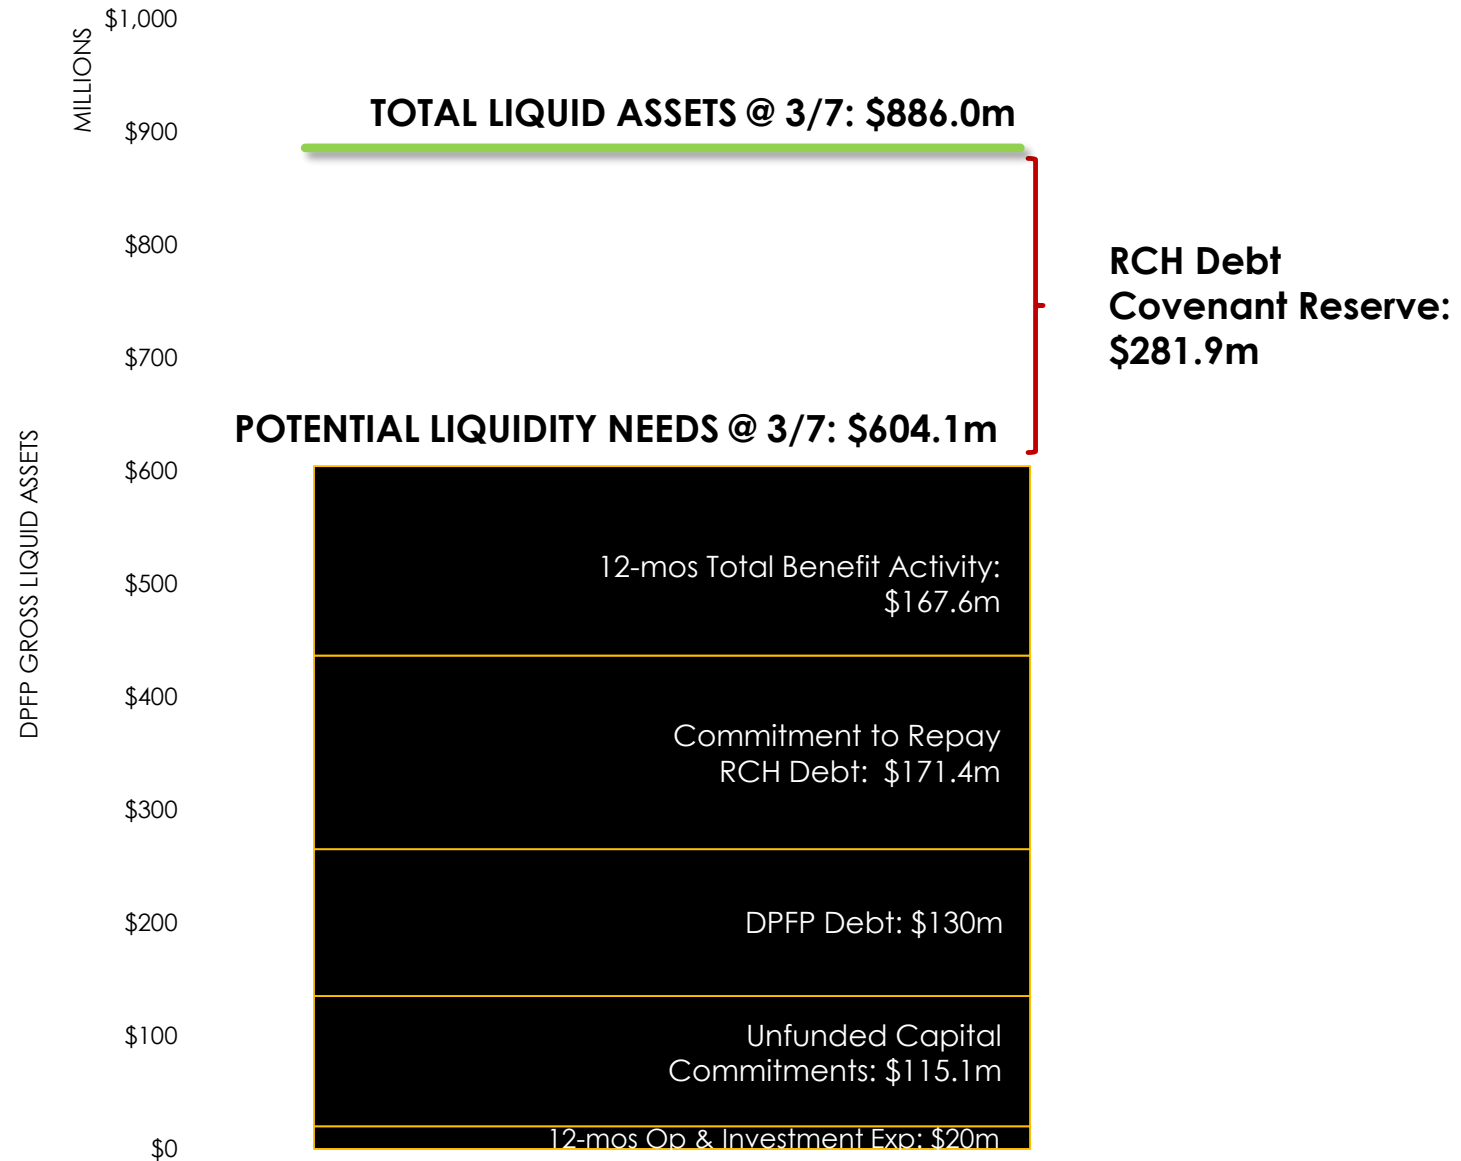 $1,000
MILLIONS
TOTAL LIQUID ASSETS @ 3/7: $886.0m
$900
$800
RCH Debt
Covenant Reserve:
$281.9m
$700
POTENTIAL LIQUIDITY NEEDS @ 3/7: $604.1m
$600
DPFP GROSS LIQUID ASSETS
12-mos Total Benefit Activity:
$167.6m
$500
$400
Commitment to Repay
RCH Debt:  $171.4m
$300
DPFP Debt: $130m
$200
Unfunded Capital
Commitments: $115.1m
$100
12-mos Op & Investment Exp: $20m
$0